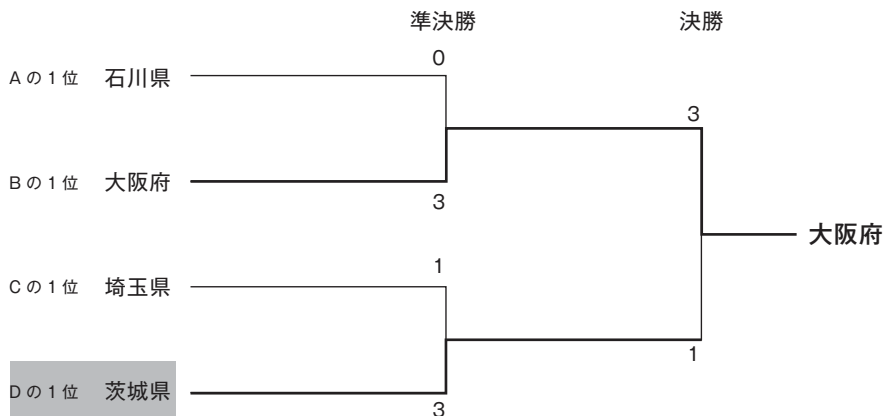 準決勝 決勝
Aの1位 石川県 0
3
Bの1位 大阪府 3
大阪府
Cの1位 埼玉県 1
1
Dの1位 茨城県 3